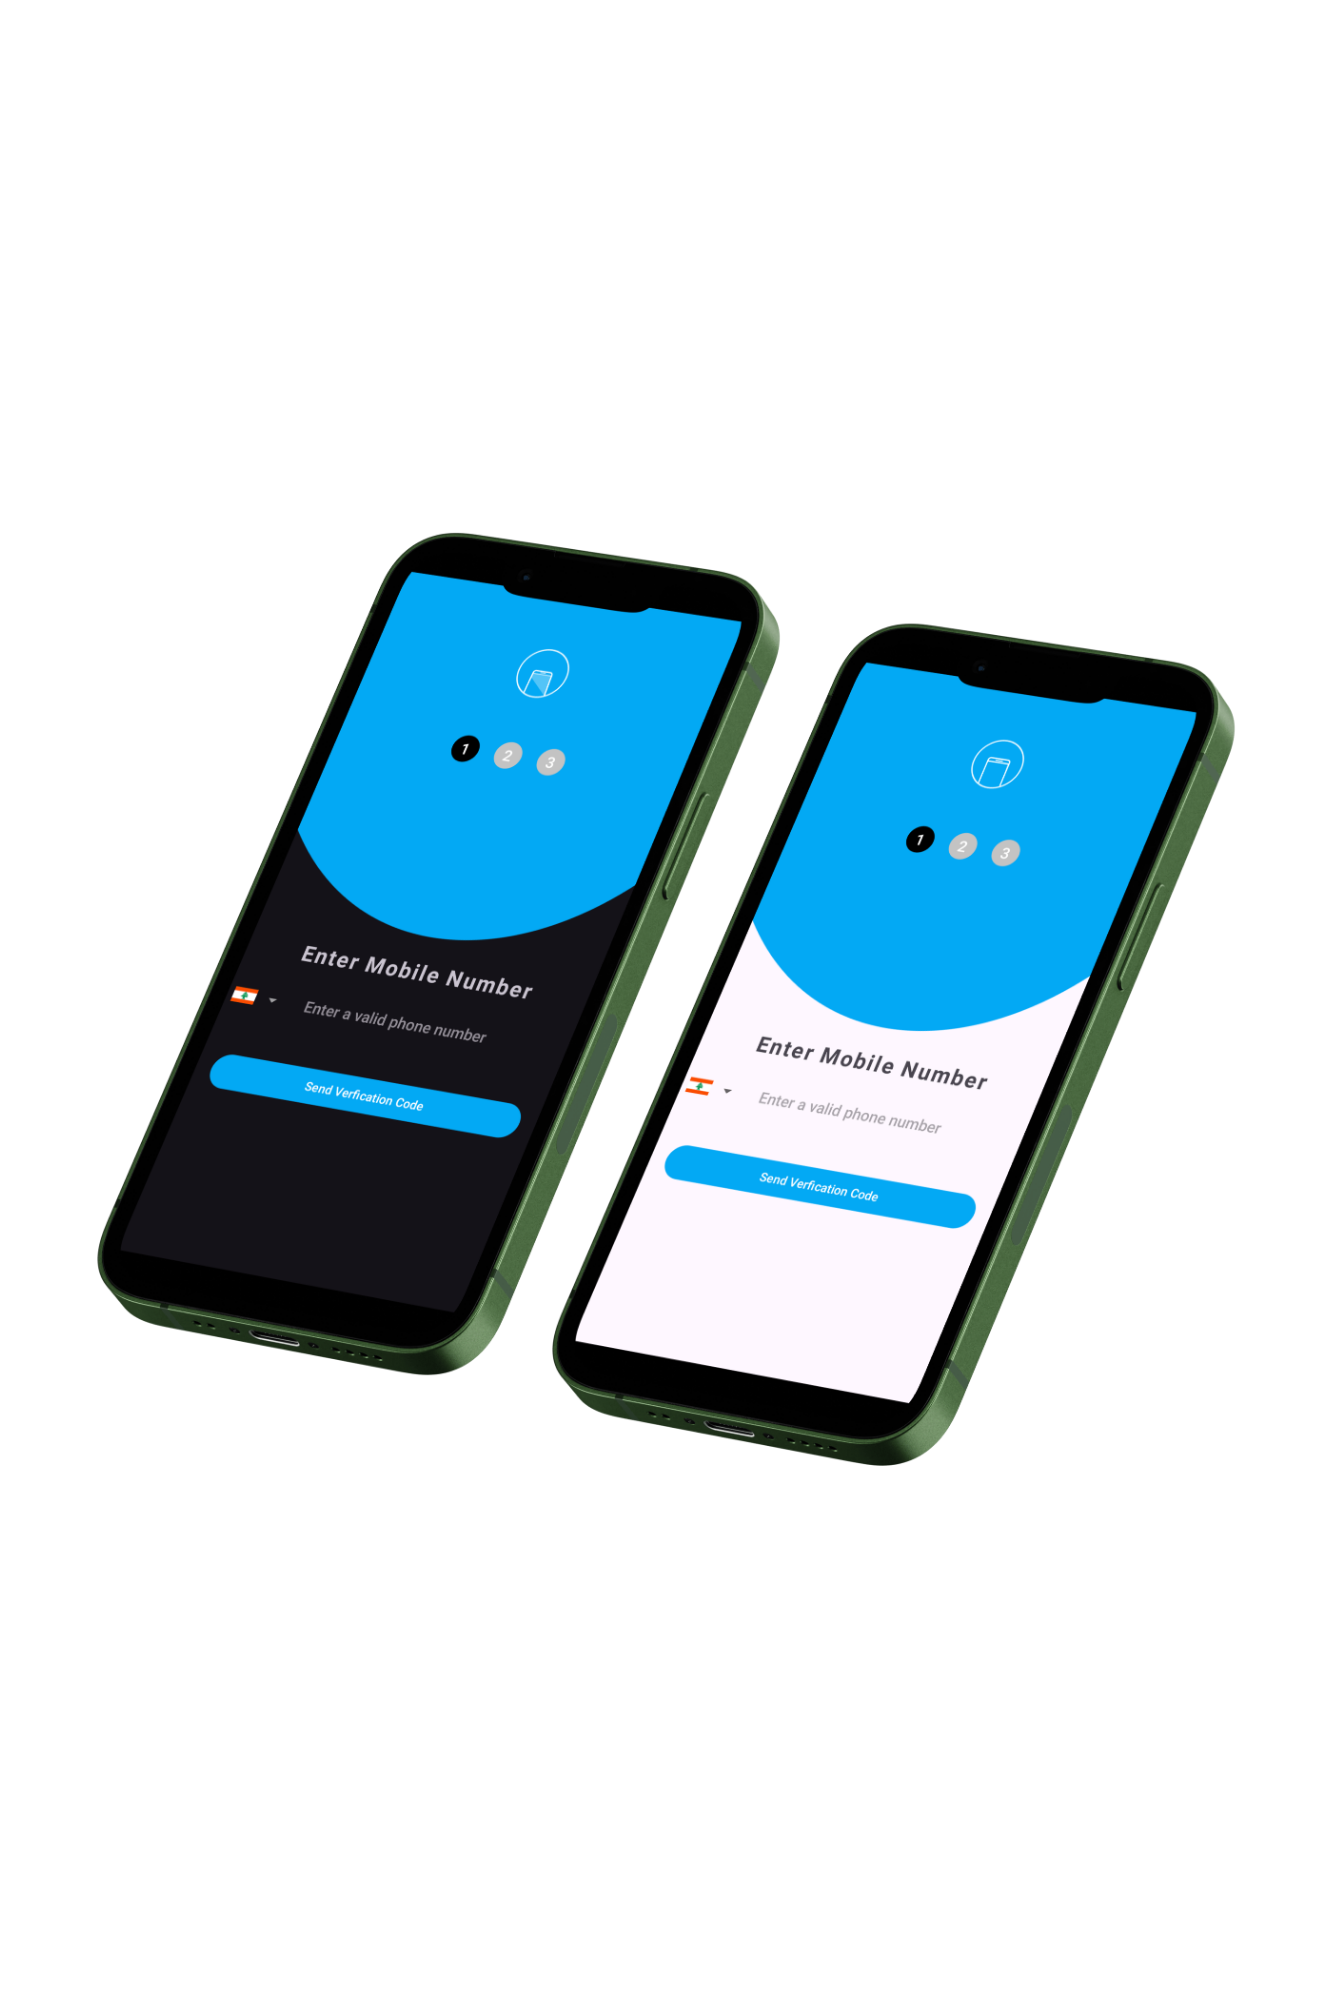 1 2 3
Enter Mobile Number
Enter a valid phone number
Send Verfication Code
1 2 3
Enter Mobile Number
Enter a valid phone number
Send Verfication Code